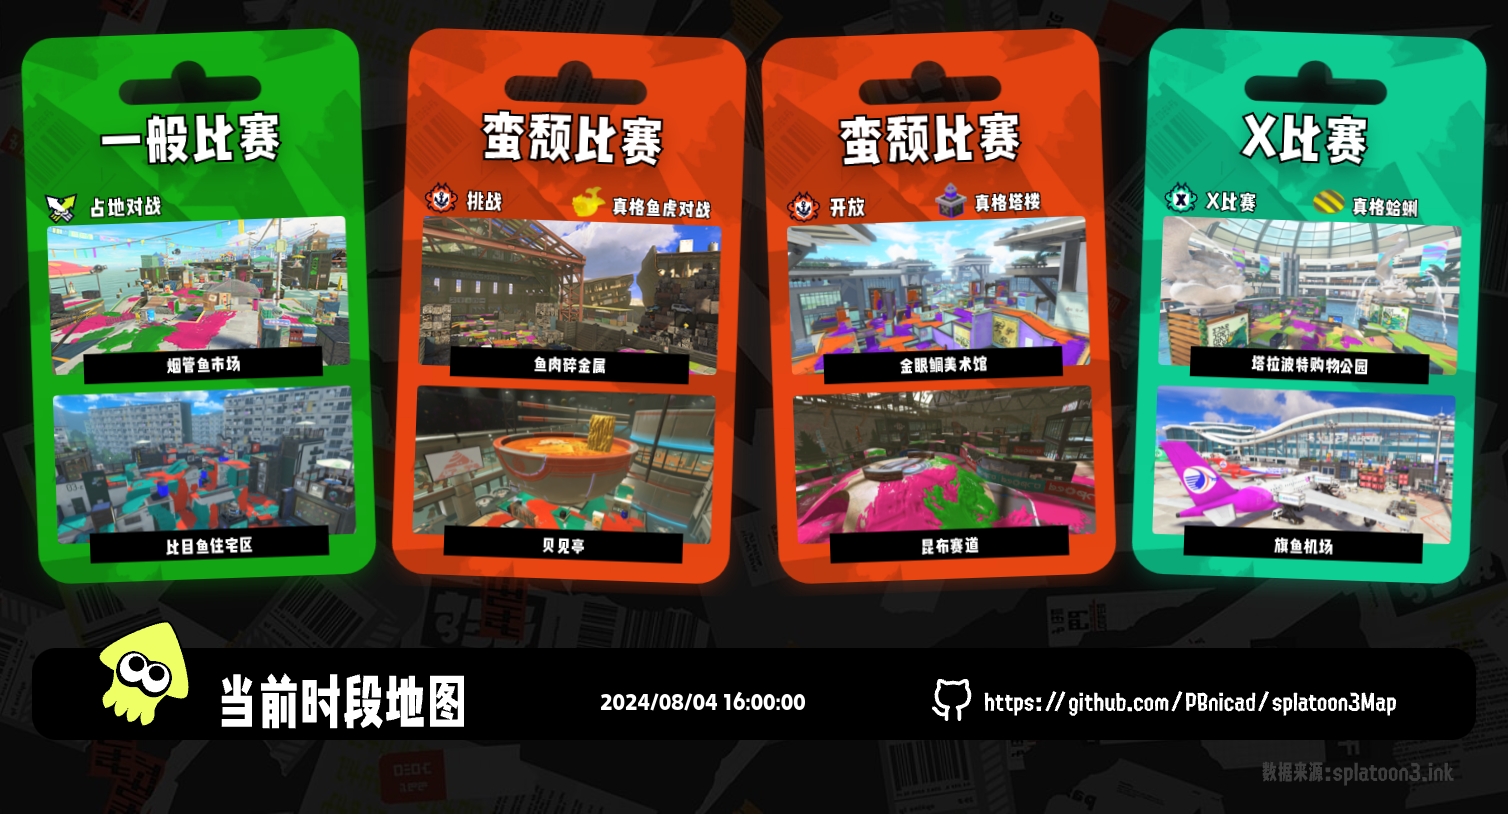 一般比赛
占地对战
烟管鱼市场
比目鱼住宅区
蛮颓比赛
挑战
真格鱼虎对战
鱼肉碎金属
贝见亭
蛮颓比赛
开放
真格塔楼
金眼鲷美术馆
昆布赛道
X比赛
X比赛
真格蛤蜊
塔拉波特购物公园
旗鱼机场
当前时段地图
2024/08/04 16:00:00
https://github.com/PBnicad/splatoon3Map
数据来源:splatoon3.ink